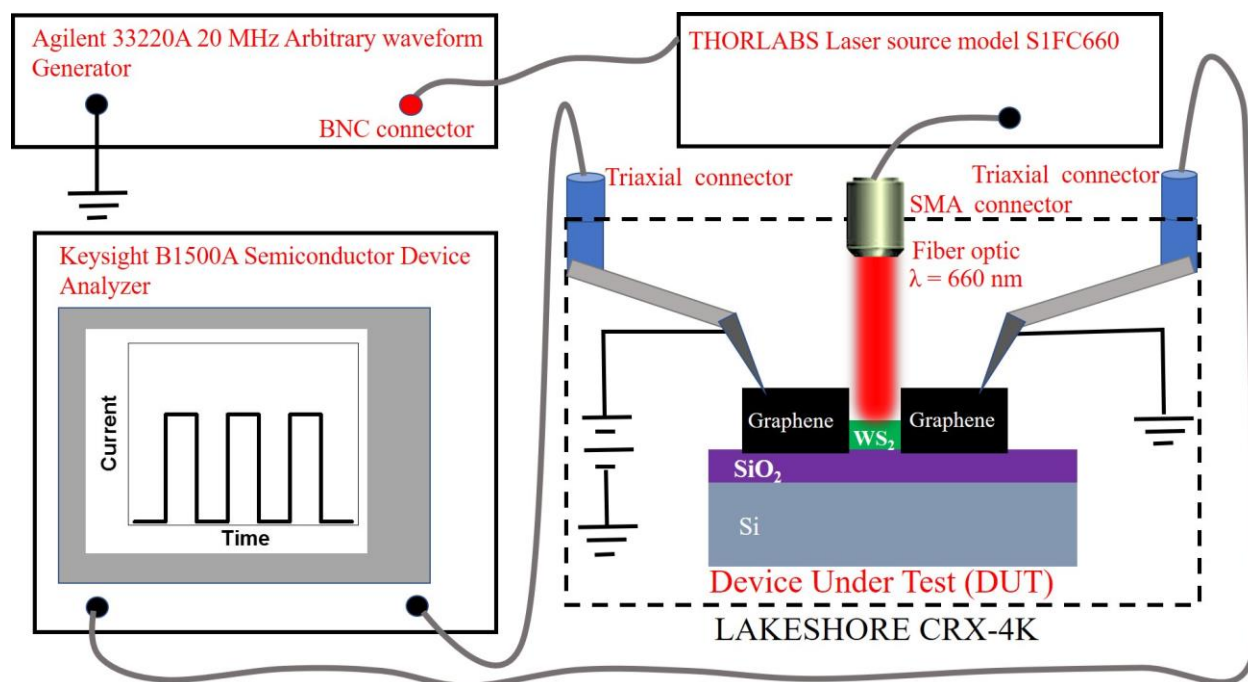 Agilent 33220A 20 MHz Arbitrary waveform
Generator
BNC connector
THORLABS Laser source model S1FC660
Triaxial connector
Triaxial connector
SMA connector
Fiber optic
λ = 660 nm
Keysight B1500A Semiconductor Device
Analyzer
Current
Time
Graphene
WS₂
Graphene
SiO₂
Si
Device Under Test (DUT)
LAKESHORE CRX-4K